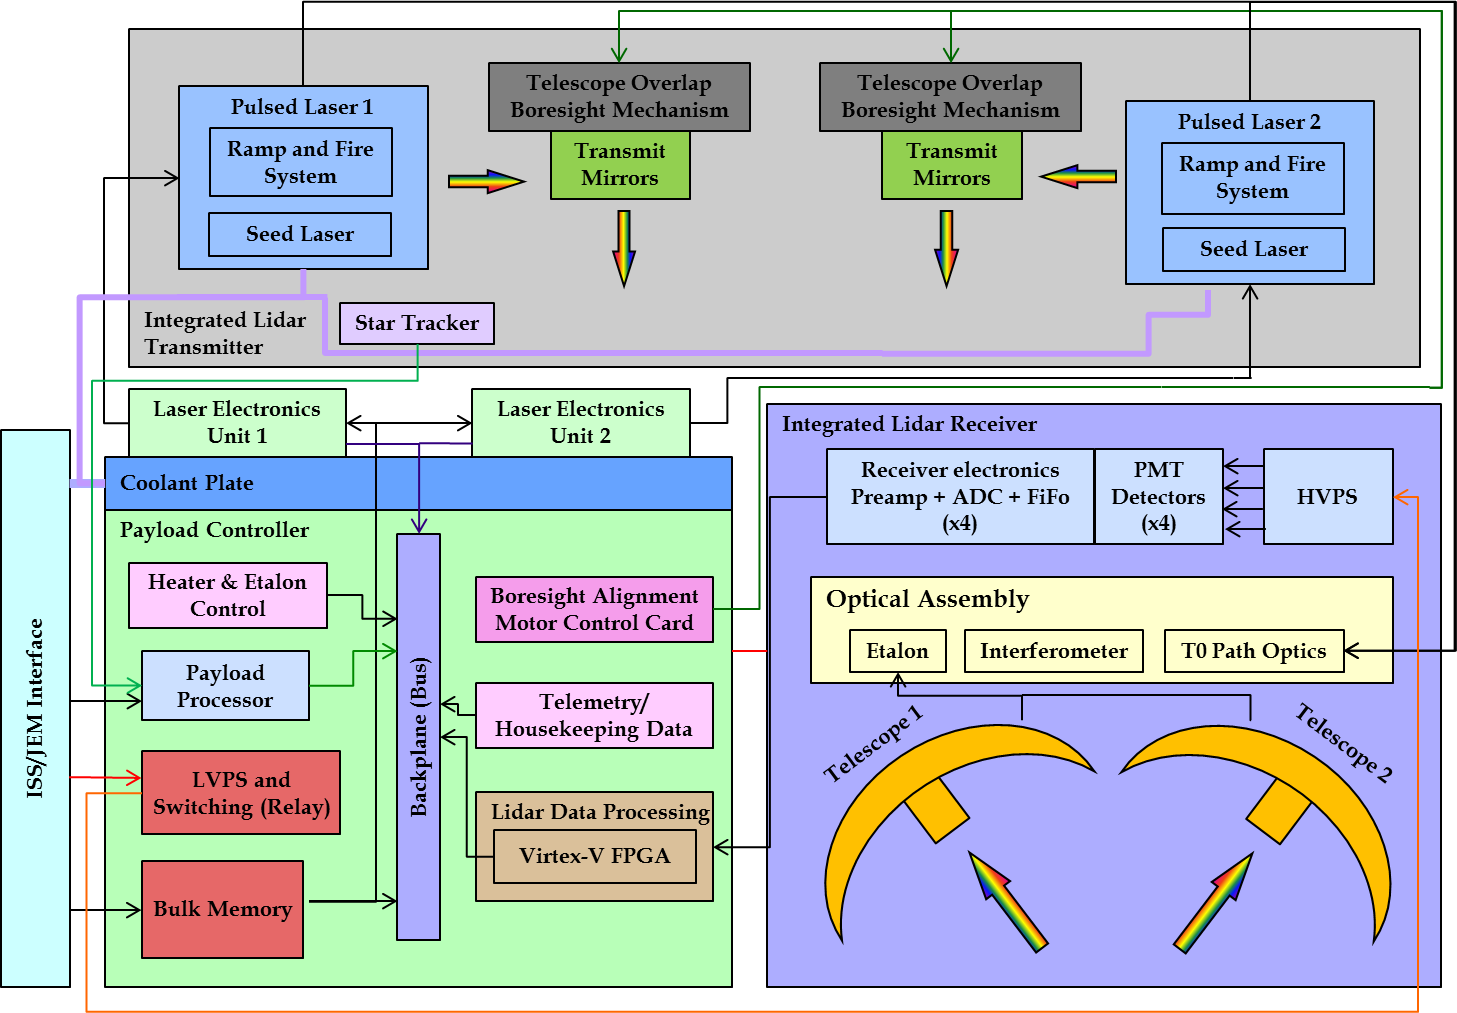 Telescope Overlap
Boresight Mechanism
Telescope Overlap
Boresight Mechanism
Pulsed Laser 1
Ramp and Fire
System
Seed Laser
Transmit
Mirrors
Transmit
Mirrors
Pulsed Laser 2
Ramp and Fire
System
Seed Laser
Integrated Lidar
Transmitter
Star Tracker
Laser Electronics
Unit 1
Laser Electronics
Unit 2
Coolant Plate
Payload Controller
Heater & Etalon
Control
Payload
Processor
LVPS and
Switching (Relay)
Bulk Memory
ISS/JEM Interface
Backplane (Bus)
Boresight Alignment
Motor Control Card
Telemetry/
Housekeeping Data
Lidar Data Processing
Virtex-V FPGA
Integrated Lidar Receiver
Receiver electronics
Preamp + ADC + FiFo
(x4)
PMT
Detectors
(x4)
HVPS
Optical Assembly
Etalon
Interferometer
T0 Path Optics
Telescope 1
Telescope 2